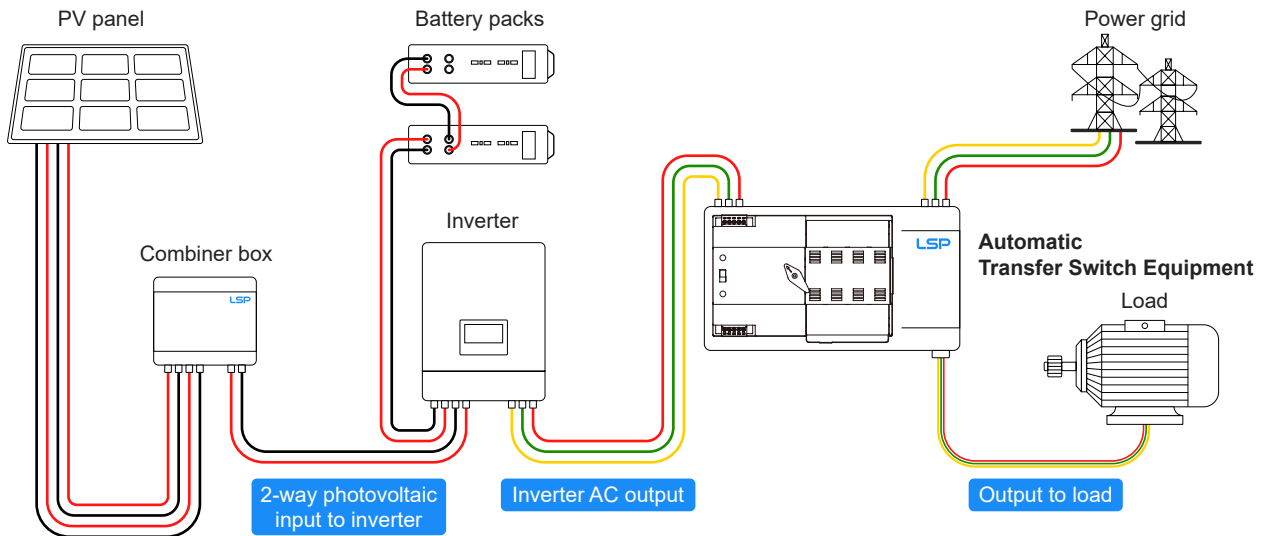 PV panel
Battery packs
Power grid
Inverter
Combiner box
LSP
LSP
Automatic
Transfer Switch Equipment
Load
2-way photovoltaic
input to inverter
Inverter AC output
Output to load